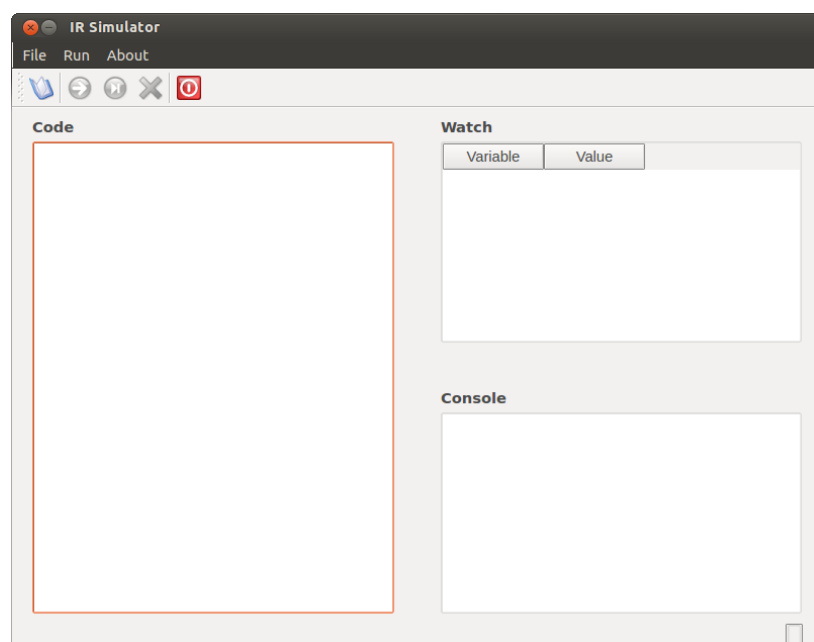 IR Simulator
File Run About
Code
Watch
Variable Value
Console